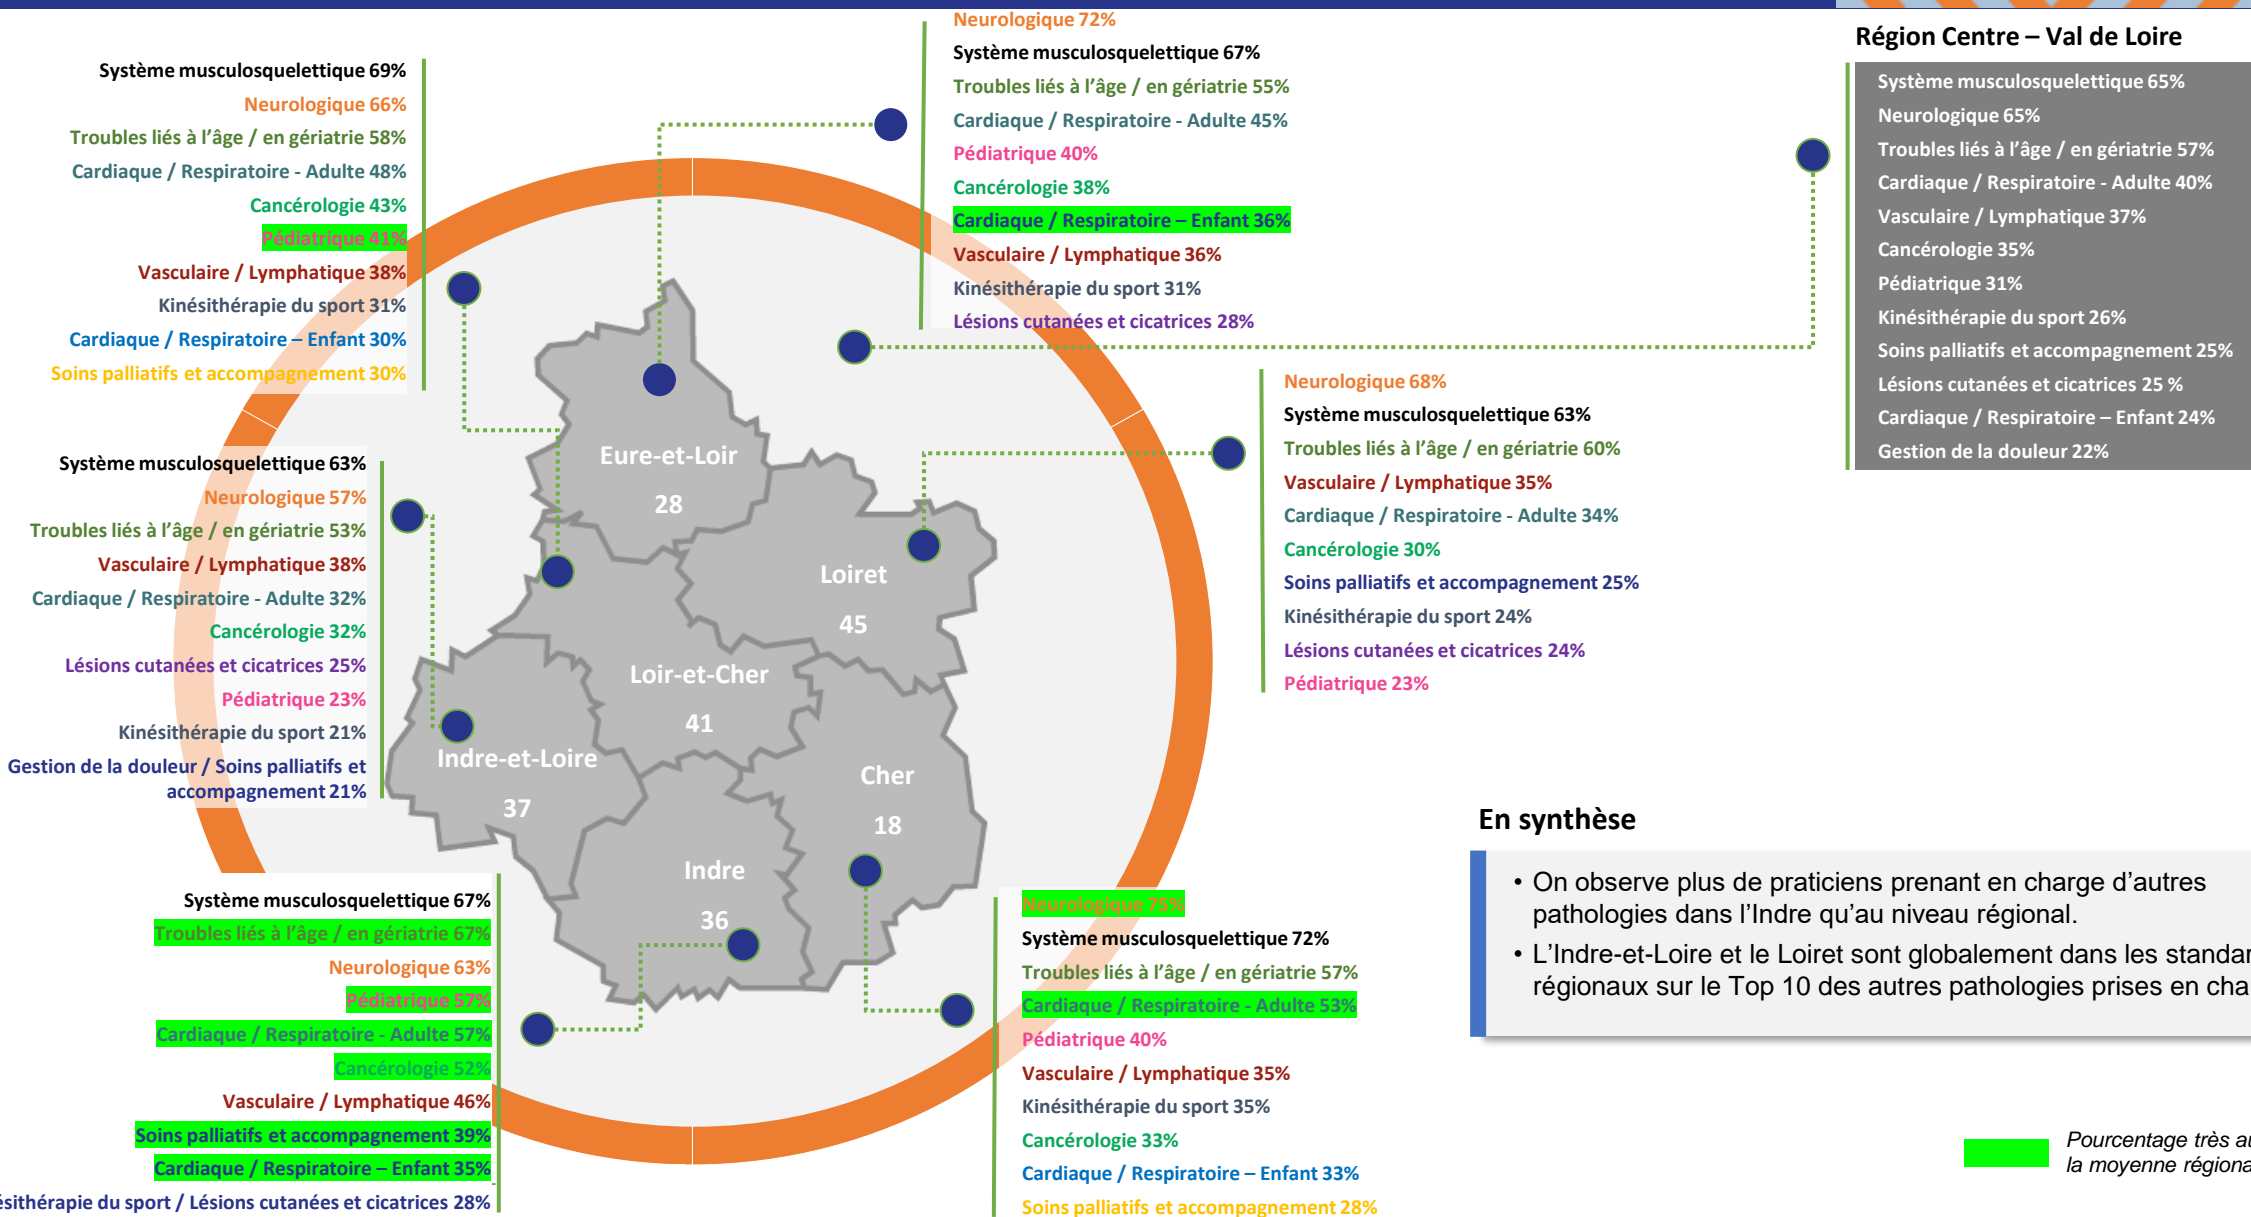 Système musculosquelettique 69%
Neurologique 66%
Troubles liés à l'âge / en gériatrie 58%
Cardiaque / Respiratoire - Adulte 48%
Cancérologie 43%
Pédiatrique 41%
Vasculaire / Lymphatique 38%
Kinésithérapie du sport 31%
Cardiaque / Respiratoire – Enfant 30%
Soins palliatifs et accompagnement 30%
Neurologique 72%
Système musculosquelettique 67%
Troubles liés à l'âge / en gériatrie 55%
Cardiaque / Respiratoire - Adulte 45%
Pédiatrique 40%
Cancérologie 38%
Cardiaque / Respiratoire – Enfant 36%
Vasculaire / Lymphatique 36%
Kinésithérapie du sport 31%
Lésions cutanées et cicatrices 28%
Région Centre – Val de Loire
Système musculosquelettique 65%
Neurologique 65%
Troubles liés à l'âge / en gériatrie 57%
Cardiaque / Respiratoire - Adulte 40%
Vasculaire / Lymphatique 37%
Cancérologie 35%
Pédiatrique 31%
Kinésithérapie du sport 26%
Soins palliatifs et accompagnement 25%
Lésions cutanées et cicatrices 25 %
Cardiaque / Respiratoire – Enfant 24%
Gestion de la douleur 22%
Système musculosquelettique 63%
Neurologique 57%
Troubles liés à l'âge / en gériatrie 53%
Vasculaire / Lymphatique 38%
Cardiaque / Respiratoire - Adulte 32%
Cancérologie 32%
Lésions cutanées et cicatrices 25%
Pédiatrique 23%
Kinésithérapie du sport 21%
Gestion de la douleur / Soins palliatifs et
accompagnement 21%
Eure-et-Loir
28
Loiret
45
Loir-et-Cher
41
Indre-et-Loire
37
Cher
18
Indre
36
Neurologique 68%
Système musculosquelettique 63%
Troubles liés à l'âge / en gériatrie 60%
Vasculaire / Lymphatique 35%
Cardiaque / Respiratoire - Adulte 34%
Cancérologie 30%
Soins palliatifs et accompagnement 25%
Kinésithérapie du sport 24%
Lésions cutanées et cicatrices 24%
Pédiatrique 23%
Système musculosquelettique 67%
Troubles liés à l'âge / en gériatrie 67%
Neurologique 63%
Pédiatrique 57%
Cardiaque / Respiratoire - Adulte 57%
Cancérologie 52%
Vasculaire / Lymphatique 46%
Soins palliatifs et accompagnement 39%
Cardiaque / Respiratoire – Enfant 35%
du sport / Lésions cutanées et cicatrices 28%
Neurologique 75%
Système musculosquelettique 72%
Troubles liés à l'âge / en gériatrie 57%
Cardiaque / Respiratoire - Adulte 53%
Pédiatrique 40%
Vasculaire / Lymphatique 35%
Kinésithérapie du sport 35%
Cancérologie 33%
Cardiaque / Respiratoire – Enfant 33%
Soins palliatifs et accompagnement 28%
En synthèse
• On observe plus de praticiens prenant en charge d'autres
pathologies dans l'Indre qu'au niveau régional.
• L'Indre-et-Loire et le Loiret sont globalement dans les
régionaux sur le Top 10 des autres pathologies prises en
Pourcentage très
la moyenne